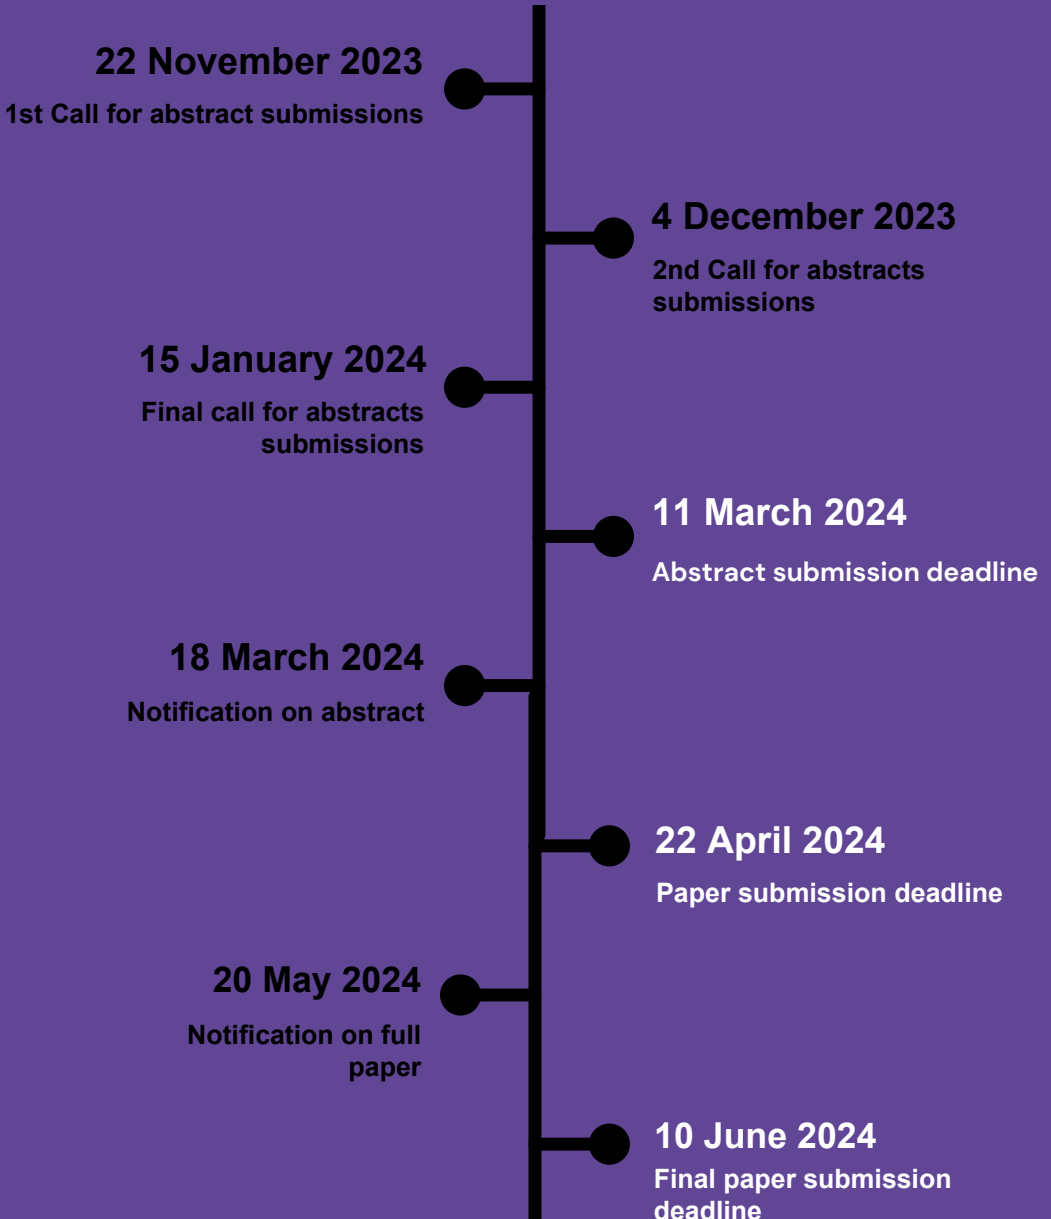 22 November 2023
1st Call for abstract submissions
4 December 2023
2nd Call for abstracts
submissions
15 January 2024
Final call for abstracts
submissions
11 March 2024
Abstract submission deadline
18 March 2024
Notification on abstract
22 April 2024
Paper submission deadline
20 May 2024
Notification on full
paper
10 June 2024
Final paper submission
deadline